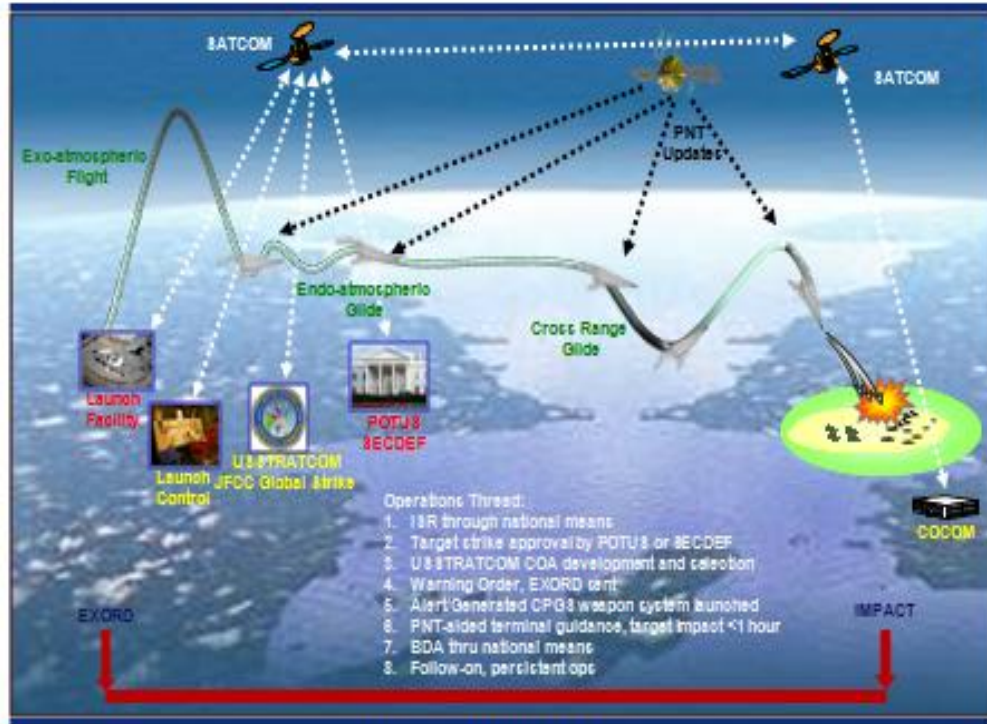 SATCOM
SATCOM
PNT
Updates
Exo-atmospheric
Flight
Endo-atmospheric
Glide
Cross Range
Glide
Launch
Facility
Launch
Control
USSTRATCOM
JFCC Global Strike
POTUS
SECDEF
COCOM
Operations Thread:
1. ISR through national means
2. Target strike approval by POTUS or SECDEF
3. USSTRATCOM COA development and selection
4. Warning Order, EXORD sent
5. Alert/Generated CPGS weapon system launched
6. PNT-aided terminal guidance, target impact <1 hour
7. BDA thru national means
8. Follow-on, persistent ops
EXORD
IMPACT